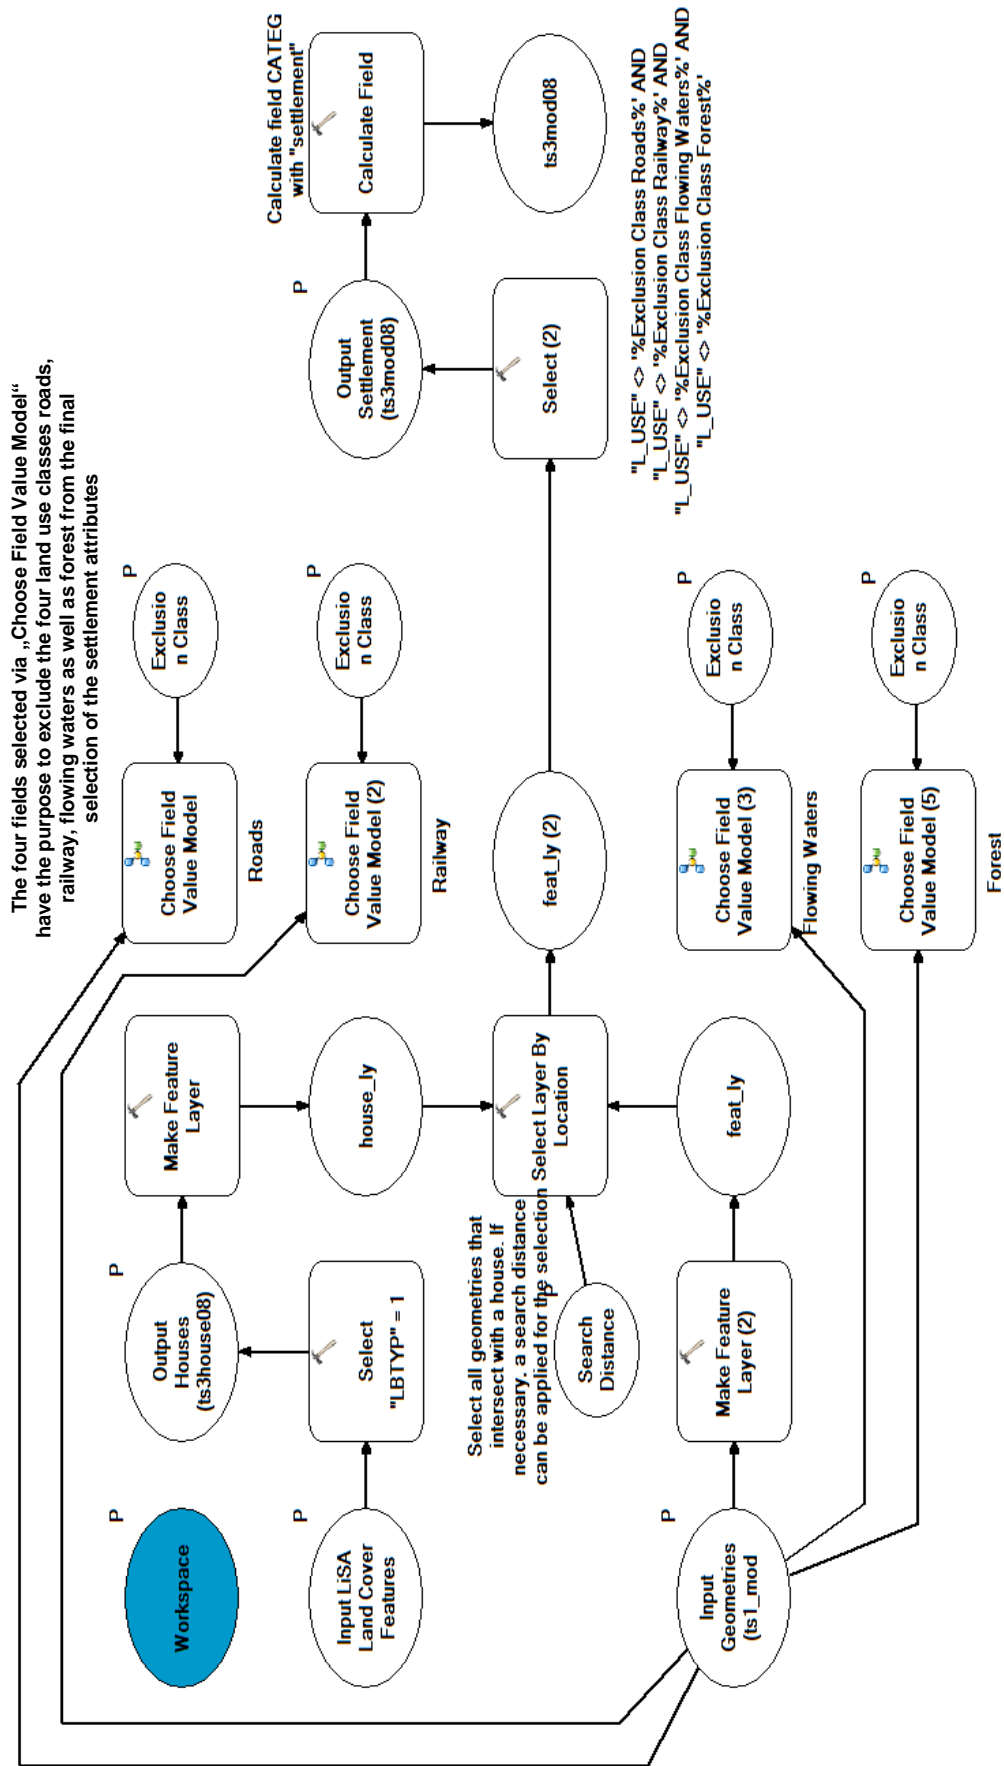 The four fields selected via „Choose Field Value Model“
have the purpose to exclude the four land use classes roads,
railway, flowing waters as well as forest from the final
selection of the settlement attributes
P
Workspace
P
Output
Houses
(ts3house08)
Make Feature
Layer
Choose Field
Value Model
Roads
P
Exclusio
n Class
P
Input LiSA
Land Cover
Features
Select
"LBTYP" = 1
house_ly
Choose Field
Value Model (2)
Railway
P
Exclusio
n Class
P
Output
Settlement
(ts3mod08)
Calculate field CATEG
with "settlement"
Calculate Field
Select all geometries that
intersect with a house. If
necessary, a search distance
can be applied for the selection
P
Search
Distance
Select Layer By
Location
feat_ly (2)
Select (2)
ts3mod08
"L_USE" <> '%Exclusion Class Roads%' AND
"L_USE" <> '%Exclusion Class Railway%' AND
"L_USE" <> '%Exclusion Class Flowing Waters%' AND
"L_USE" <> '%Exclusion Class Forest%'
P
Input
Geometries
(ts1_mod
Make Feature
Layer (2)
feat_ly
Choose Field
Value Model (3)
Flowing Waters
P
Exclusio
n Class
Choose Field
Value Model (5)
Forest
P
Exclusio
n Class